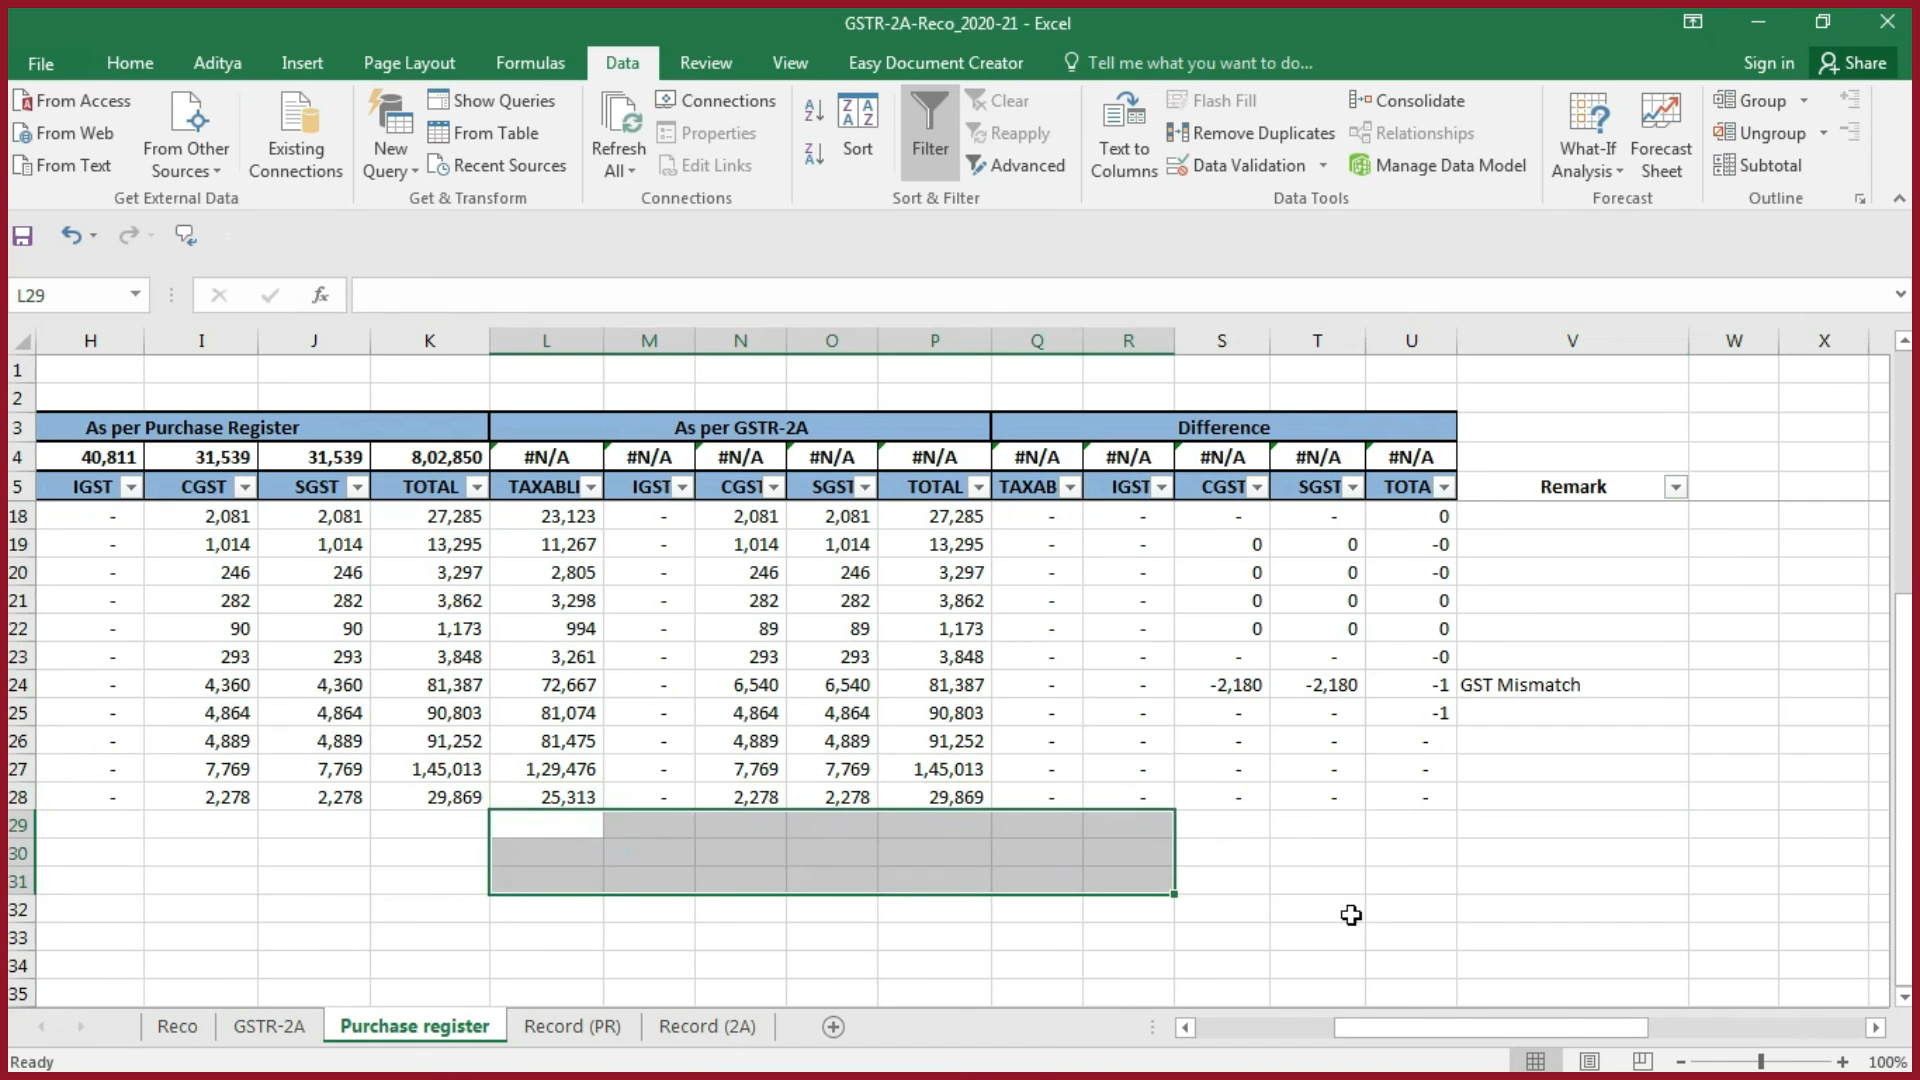 GSTR-2A-Reco_2020-21 - Excel
File Home Aditya Insert Page Layout Formulas Data Review View Easy Document Creator Tell me what you want to do... Sign in Share
From Access
From Web
From Text
From Other Sources
Existing Connections
Get External Data
New Query
Show Queries
From Table
Recent Sources
Get & Transform
Refresh All
Connections
Properties
Edit Links
Connections
Sort
Filter
Clear
Reapply
Advanced
Sort & Filter
Text to Columns
Flash Fill
Remove Duplicates
Data Validation
Consolidate
Relationships
Manage Data Model
Data Tools
What-If Analysis
Forecast Sheet
Forecast
Group
Ungroup
Subtotal
Outline
L29 fx
H I J K L M N O P Q R S T U V W X
1
2
3 As per Purchase Register As per GSTR-2A Difference
4 40,811 31,539 31,539 8,02,850 #N/A #N/A #N/A #N/A #N/A #N/A #N/A #N/A #N/A #N/A
5 IGST CGST SGST TOTAL TAXABLI IGST CGST SGST TOTAL TAXAB IGST CGST SGST TOTA Remark
18 - 2,081 2,081 27,285 23,123 - 2,081 2,081 27,285 - - - - 0
19 - 1,014 1,014 13,295 11,267 - 1,014 1,014 13,295 - - 0 0 -0
20 - 246 246 3,297 2,805 - 246 246 3,297 - - 0 0 -0
21 - 282 282 3,862 3,298 - 282 282 3,862 - - 0 0 0
22 - 90 90 1,173 994 - 89 89 1,173 - - 0 0 0
23 - 293 293 3,848 3,261 - 293 293 3,848 - - - - -0
24 - 4,360 4,360 81,387 72,667 - 6,540 6,540 81,387 - - -2,180 -2,180 -1 GST Mismatch
25 - 4,864 4,864 90,803 81,074 - 4,864 4,864 90,803 - - - - -1
26 - 4,889 4,889 91,252 81,475 - 4,889 4,889 91,252 - - - - -
27 - 7,769 7,769 1,45,013 1,29,476 - 7,769 7,769 1,45,013 - - - - -
28 - 2,278 2,278 29,869 25,313 - 2,278 2,278 29,869 - - - - -
29
30
31
32
33
34
35
Reco GSTR-2A Purchase register Record (PR) Record (2A)
Ready 100%